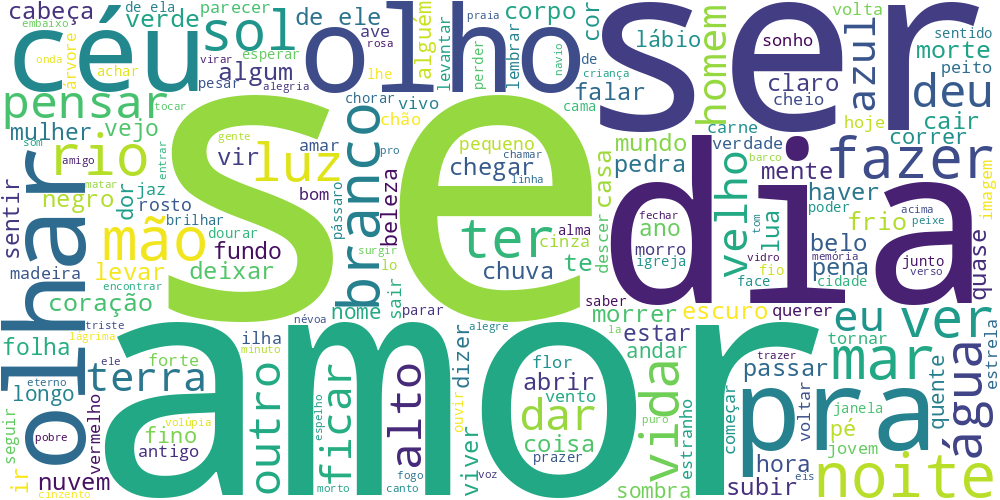 cabeça
de ela
parecer
céu
sol
de ele
olho
alguém
corpo
cor
ser
homem
sonho
azul
volta
sentido
embaixo
verde
ave
rosa
levantar
perder
lembrar
praia
navio
de
lábio
claro
cheio
morte
peito
onda
árvore
achar
virar
esperar
algum
pesar
alegria
lhe
criança
falar
cama
deu
pensar
tocar
chorar
vivo
chão
cair
mulher
vejo
gente
pequeno
chamar
linha
mundo
carne
verdade
barco
hoje
correr
som
rio
amigo
matar
entrar
vir
luz
amar
pro
branco
chegar
casa
pedra
mente
fazer
imagem
sentir
negro
dor
jaz
rosto
bom
pássaro
beleza
se
ter
alma
cinza
descer
fechar
ano
dia
velho
haver
poder
frio
acima
peixe
olhar
mão
brilhar
dourar
fundo
surgir
lo
te
morro
igreja
lua
tom
vidro
fio
belo
memória
junto
quase
madeira
levar
deixar
chuva
sair
face
pena
cidade
verso
encontrar
coração
nome
parar
saber
morrer
escuro
querer
eu
ver
estrela
triste
névoa
alegre
la
estar
tornar
folha
lágrima
ele
ilha
minuto
dizer
flor
andar
trazer
passar
mar
água
eterno
longo
terra
forte
outro
amor
ficar
alto
ouvir
abrir
vento
vida
puro
pra
voltar
quente
seguir
pobre
vermelho
volúpia
fino
antigo
espelho
dar
coisa
prazer
estranho
começar
janela
pé
jovem
ir
cinzento
nuvem
morto
fogo
canto
viver
voz
sombra
hora
subir
eis
noite